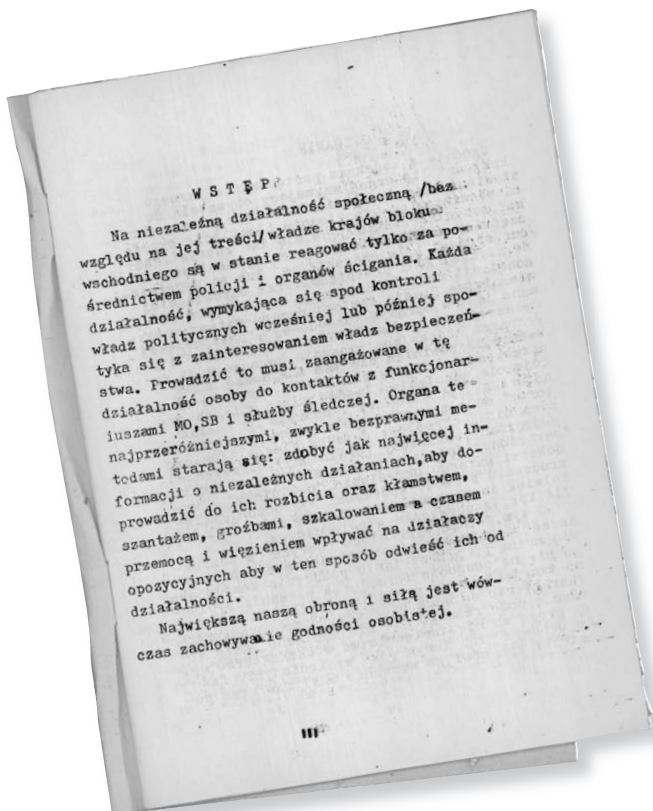 W S T Ę P
Na niezależną działalność społeczną /bez
względu na jej treści/władze krajów bloku
wschodniego są w stanie reagować tylko za po-
średnictwem policji i organów ścigania. Każda
działalność, wymykająca się spod kontroli
władz politycznych wcześniej lub później spo-
tyka się z zainteresowaniem władz bezpieczeń-
stwa. Prowadzić to musi zaangażowane w tę
działalność osoby do kontaktów z funkcjonar-
iuszami MO,SB i służby śledczej. Organa te
najprzeróżniejszymi, zwykle bezprawnymi me-
todami starają się: zdobyć jak najwięcej in-
formacji o niezależnych działaniach,aby do-
prowadzić do ich rozbicia oraz kłamstwem,
szantażem, groźbami, szkalowaniem a czasem
przemocą i więzieniem wpływać na działaczy
opozycyjnych aby w ten sposób odwieść ich od
działalności.
Największą naszą obroną i siłą jest wów-
czas zachowywanie godności osobistej.
III